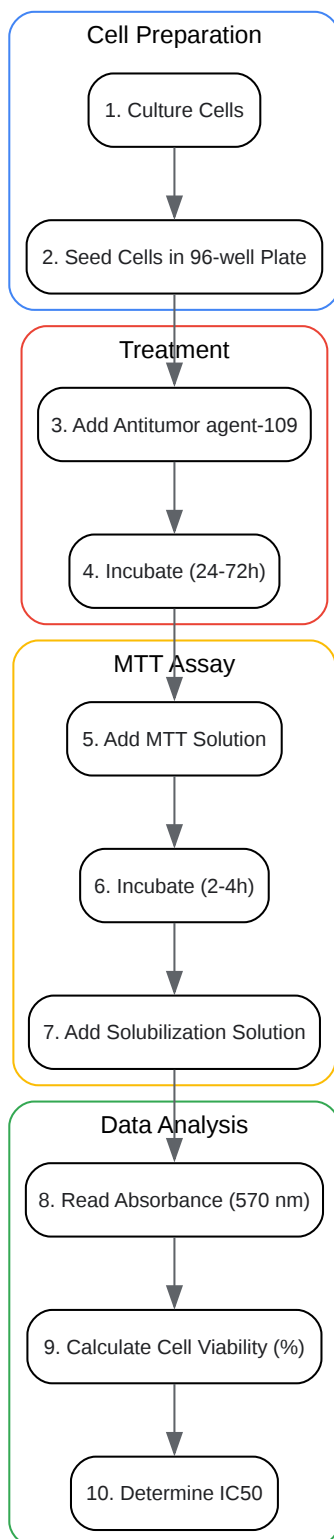 Cell Preparation
1. Culture Cells
2. Seed Cells in 96-well Plate
Treatment
3. Add Antitumor agent-109
4. Incubate (24-72h)
MTT Assay
5. Add MTT Solution
6. Incubate (2-4h)
7. Add Solubilization Solution
Data Analysis
8. Read Absorbance (570 nm)
9. Calculate Cell Viability (%)
10. Determine IC50